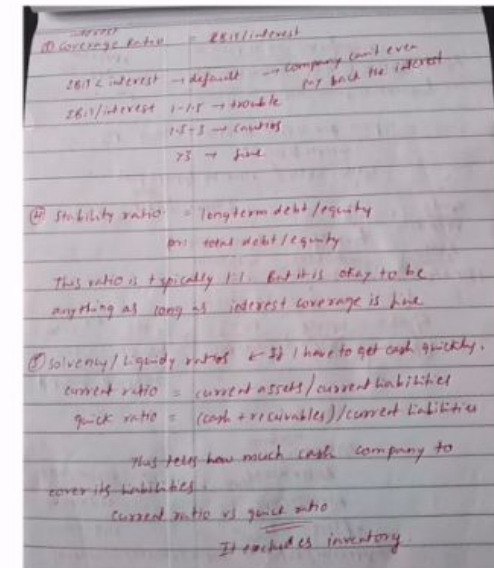 interest
(3) Coverage Ratio = EBIT/interest
EBIT < interest → default → company can't even
pay back the interest
EBIT/interest 1-1.5 → trouble
1.5-3 → caution
>3 → fine
(4) Stability ratio = long term debt/equity
or: total debt/equity
This ratio is typically 1:1. But it is okay to be
anything as long as interest coverage is fine
(5) Solvency/Liquidy ratios ← If I have to get cash quickly.
current ratio = current assets/current liabilities
quick ratio = (cash + receivables)/current liabilities
This tells how much cash company to
cover its liabilities.
current ratio vs quick ratio
It excludes inventory.